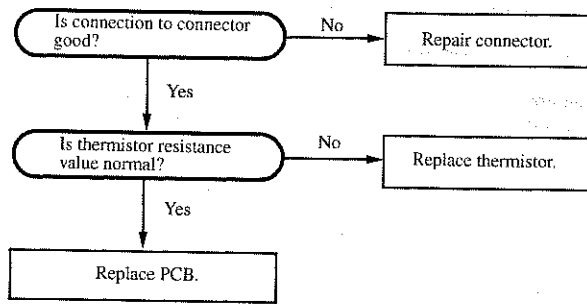 Is connection to connector
good?
No
Repair connector.
Yes
Is thermistor resistance
value normal?
No
Replace thermistor.
Yes
Replace PCB.